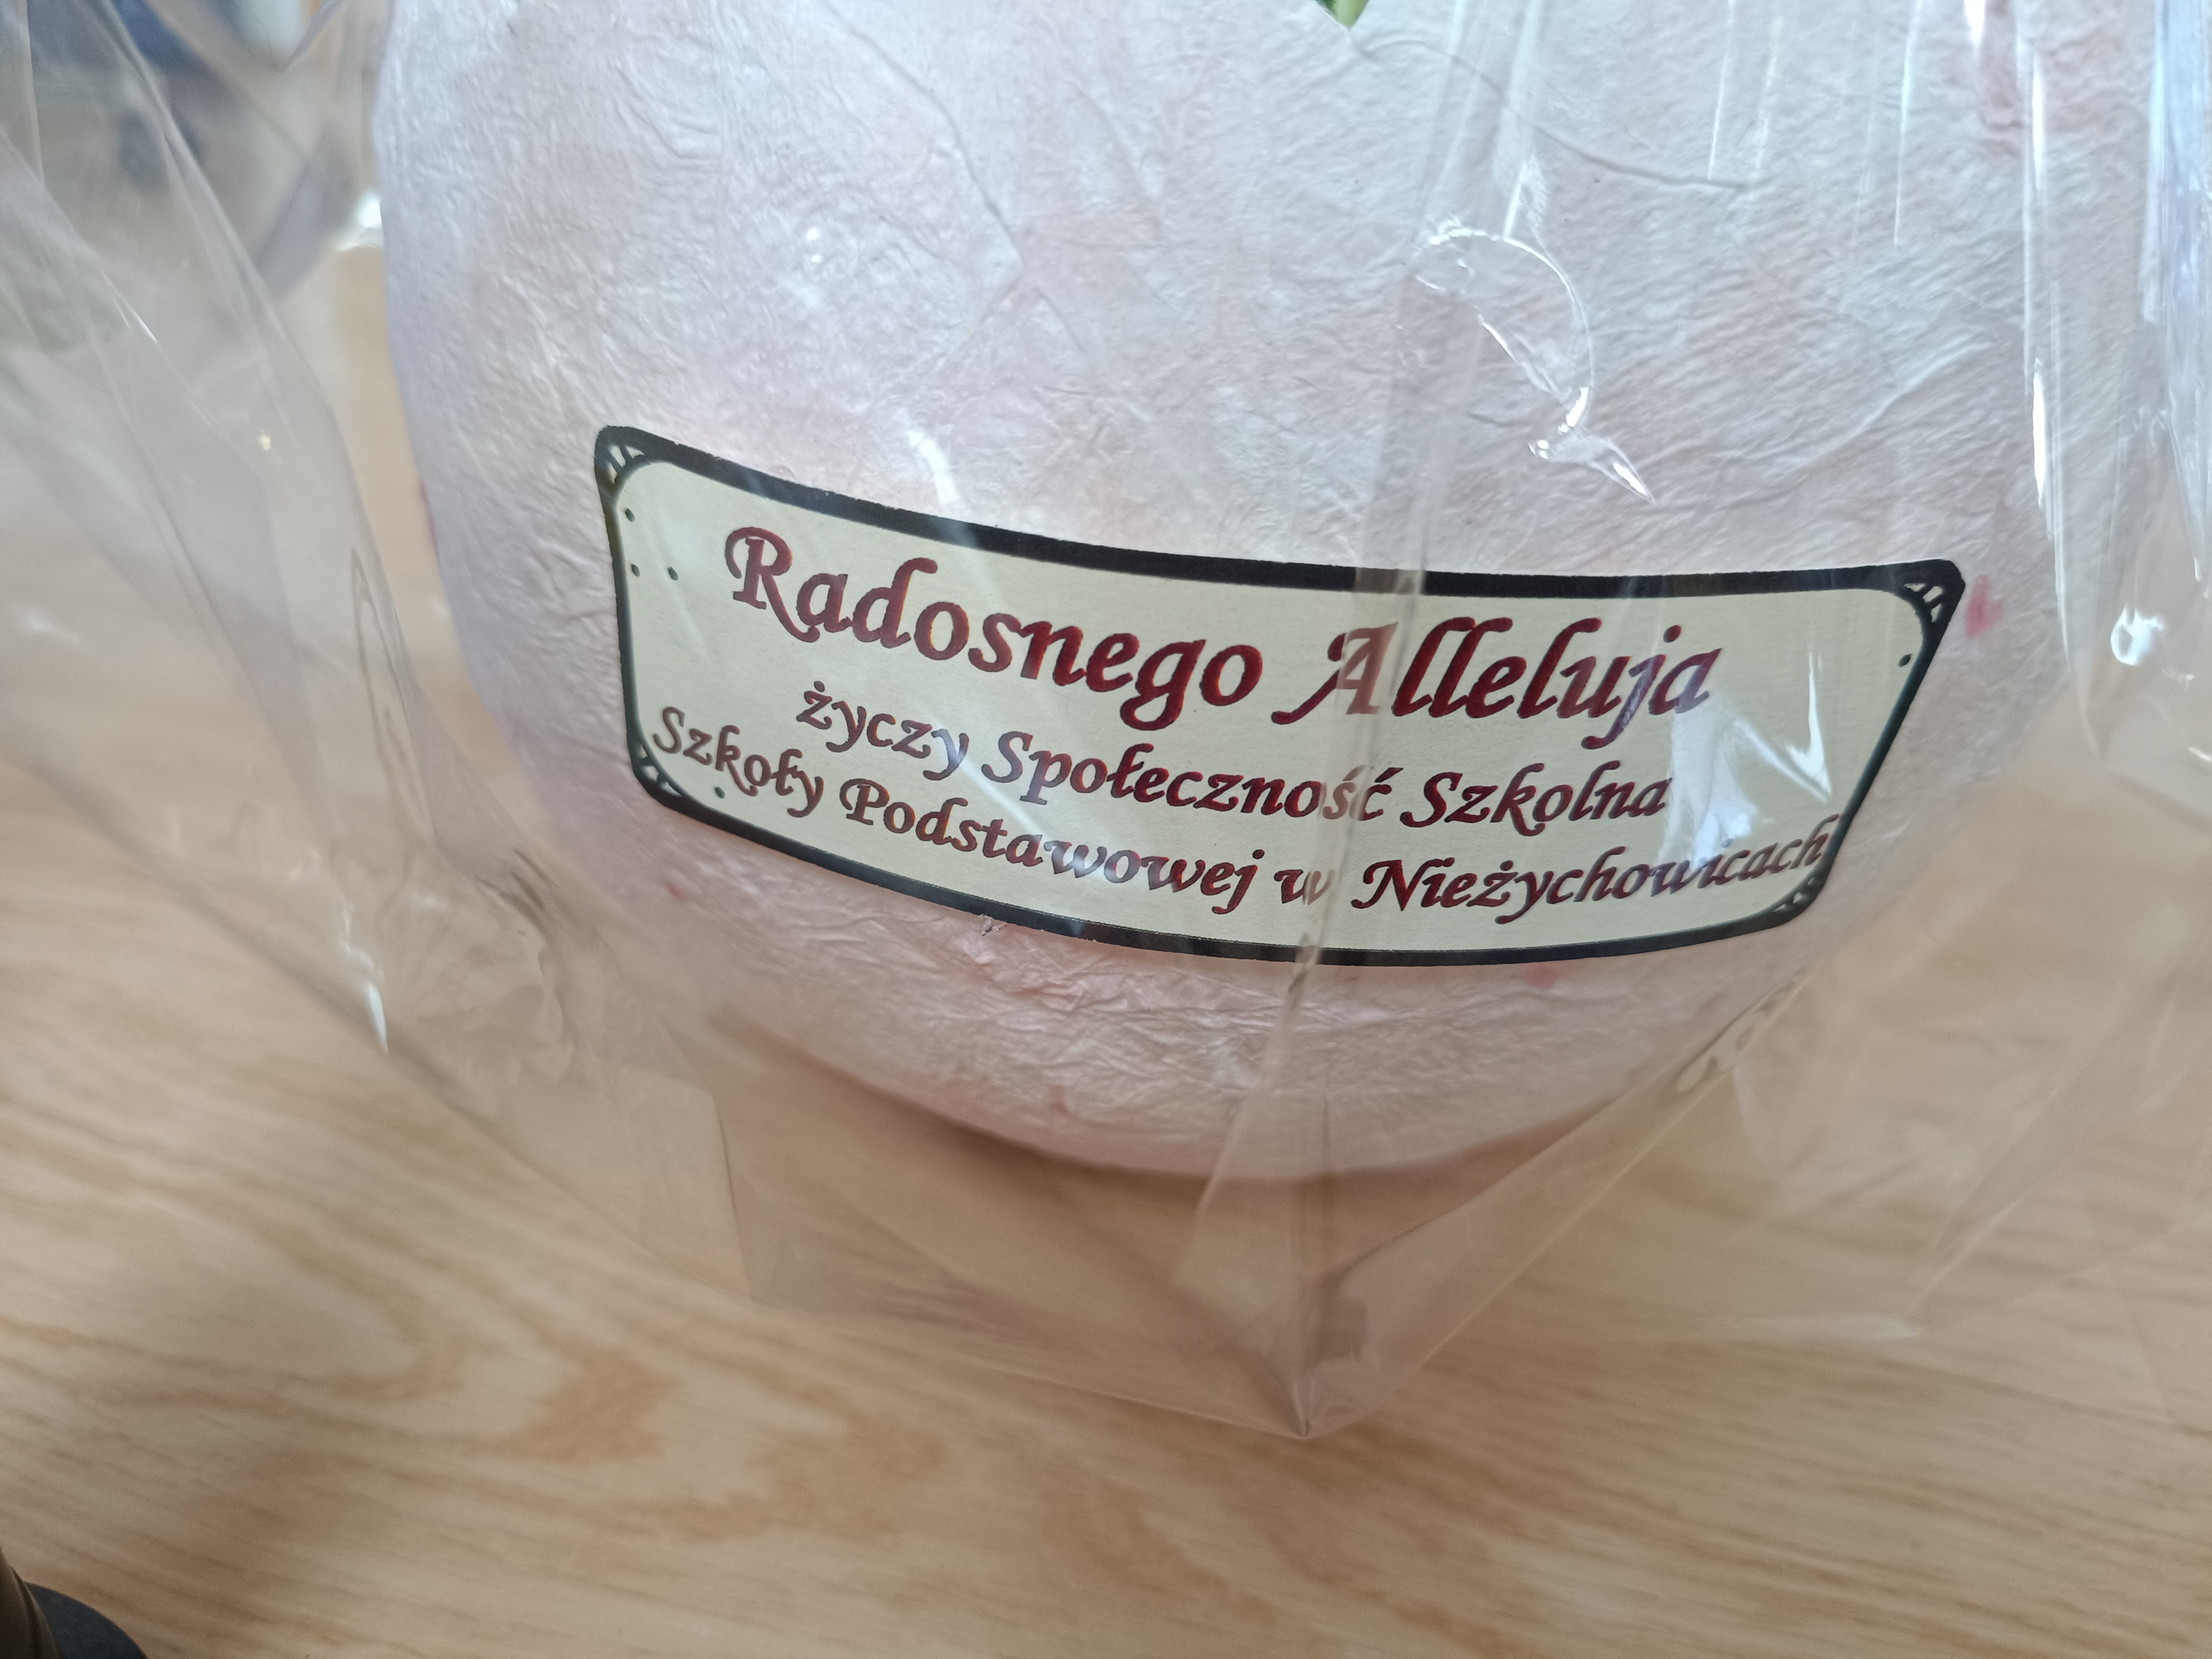 Radosnego Alleluja
życzy Społeczność Szkolna
Szkoły Podstawowej w Nieżychowicach